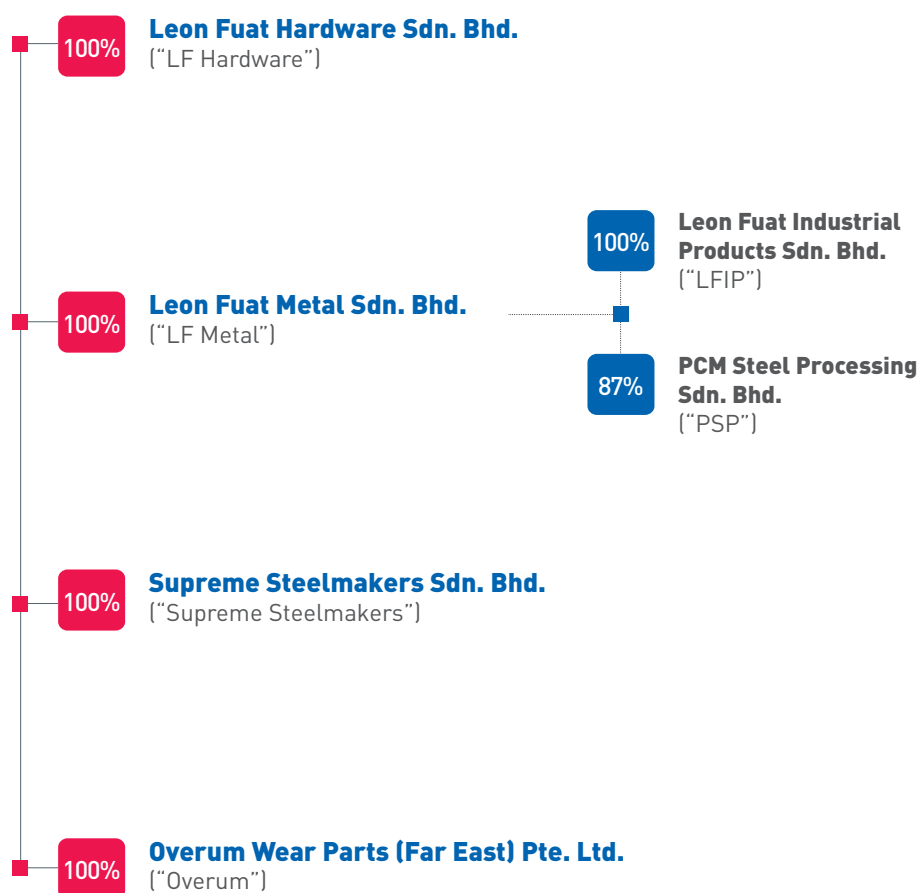 100%
Leon Fuat Hardware Sdn. Bhd.
(“LF Hardware”)
100%
Leon Fuat Industrial
Products Sdn. Bhd.
(“LFIP”)
100%
Leon Fuat Metal Sdn. Bhd.
(“LF Metal”)
87%
PCM Steel Processing
Sdn. Bhd.
(“PSP”)
100%
Supreme Steelmakers Sdn. Bhd.
(“Supreme Steelmakers”)
100%
Overum Wear Parts (Far East) Pte. Ltd.
(“Overum”)